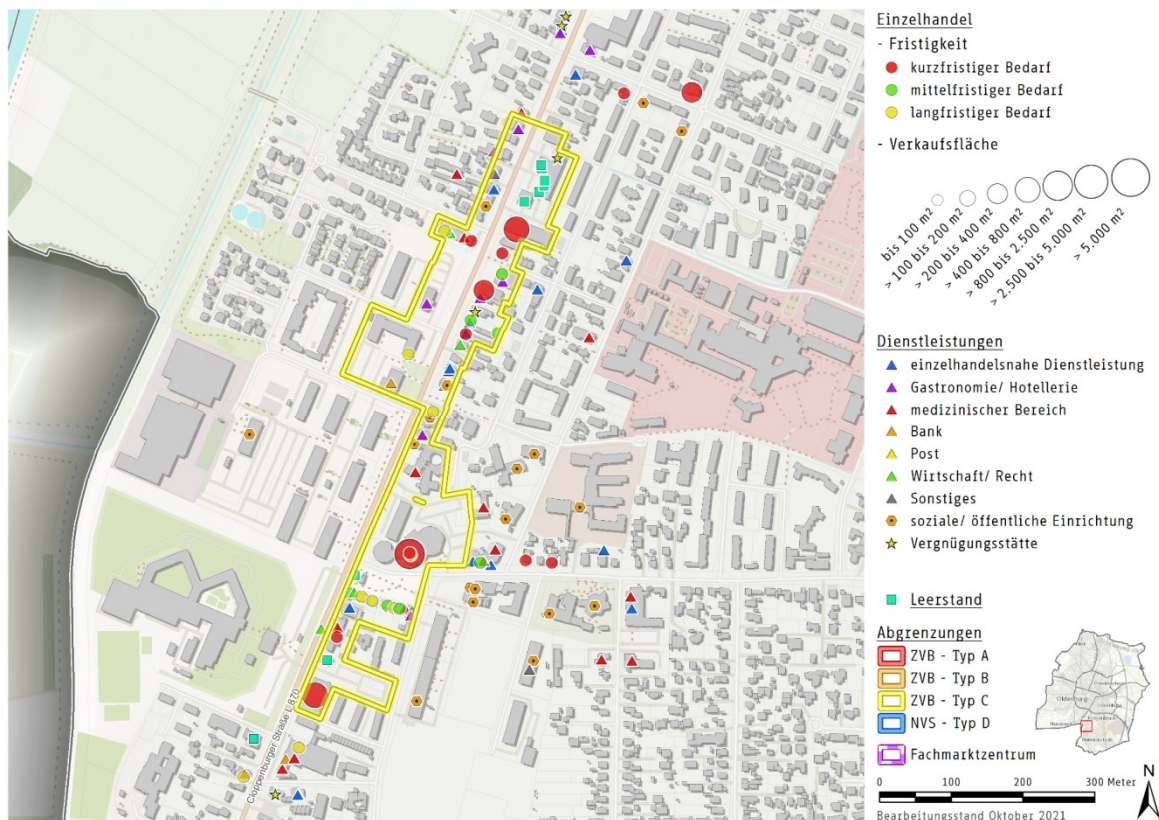 Einzelhandel
- Fristigkeit
kurzfristiger Bedarf
mittelfristiger Bedarf
langfristiger Bedarf
- Verkaufsfläche
bis 100 m²
> 100 bis 200 m²
> 200 bis 400 m²
> 400 bis 800 m²
> 800 bis 2.500 m²
> 2.500 bis 5.000 m²
> 5.000 m²
Dienstleistungen
einzelhandelsnahe Dienstleistung
Gastronomie/ Hotellerie
medizinischer Bereich
Bank
Post
Wirtschaft/ Recht
Sonstiges
soziale/ öffentliche Einrichtung
Vergnügungsstätte
Leerstand
Abgrenzungen
ZVB - Typ A
ZVB - Typ B
ZVB - Typ C
NVS - Typ D
Fachmarktzentrum
Oldenburg
0 100 200 300 Meter
N
Bearbeitungsstand Oktober 2021
Cloppenburger Straße L 870